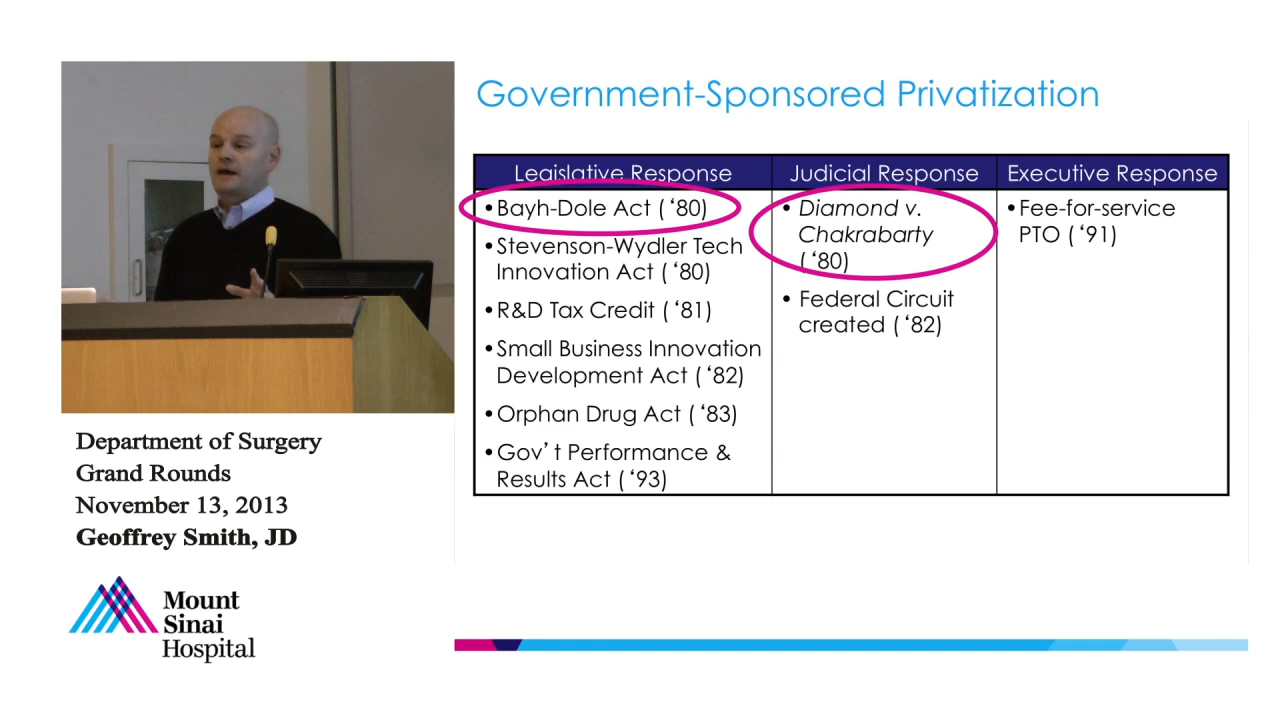 Government-Sponsored Privatization
Legislative Response
Judicial Response
Executive Response
•Bayh-Dole Act (‘80)
•Stevenson-Wydler Tech
Innovation Act (‘80)
•R&D Tax Credit (‘81)
•Small Business Innovation
Development Act (‘82)
•Orphan Drug Act (‘83)
•Gov’t Performance &
Results Act (‘93)
• Diamond v.
Chakrabarty
(‘80)
• Federal Circuit
created (‘82)
•Fee-for-service
PTO (‘91)
Department of Surgery
Grand Rounds
November 13, 2013
Geoffrey Smith, JD
Mount
Sinai
Hospital